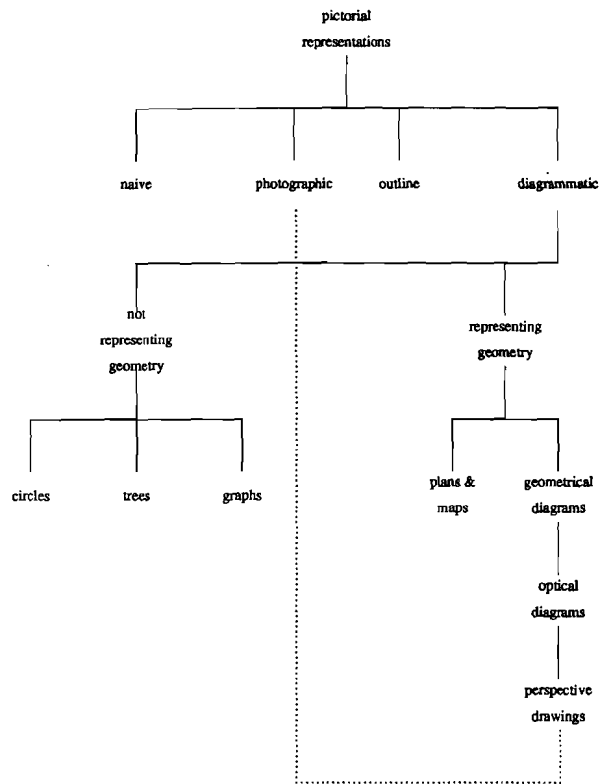 pictorial
representations
naive
photographic
outline
diagrammatic
not
representing
geometry
representing
geometry
circles
trees
graphs
plans &
maps
geometrical
diagrams
optical
diagrams
perspective
drawings